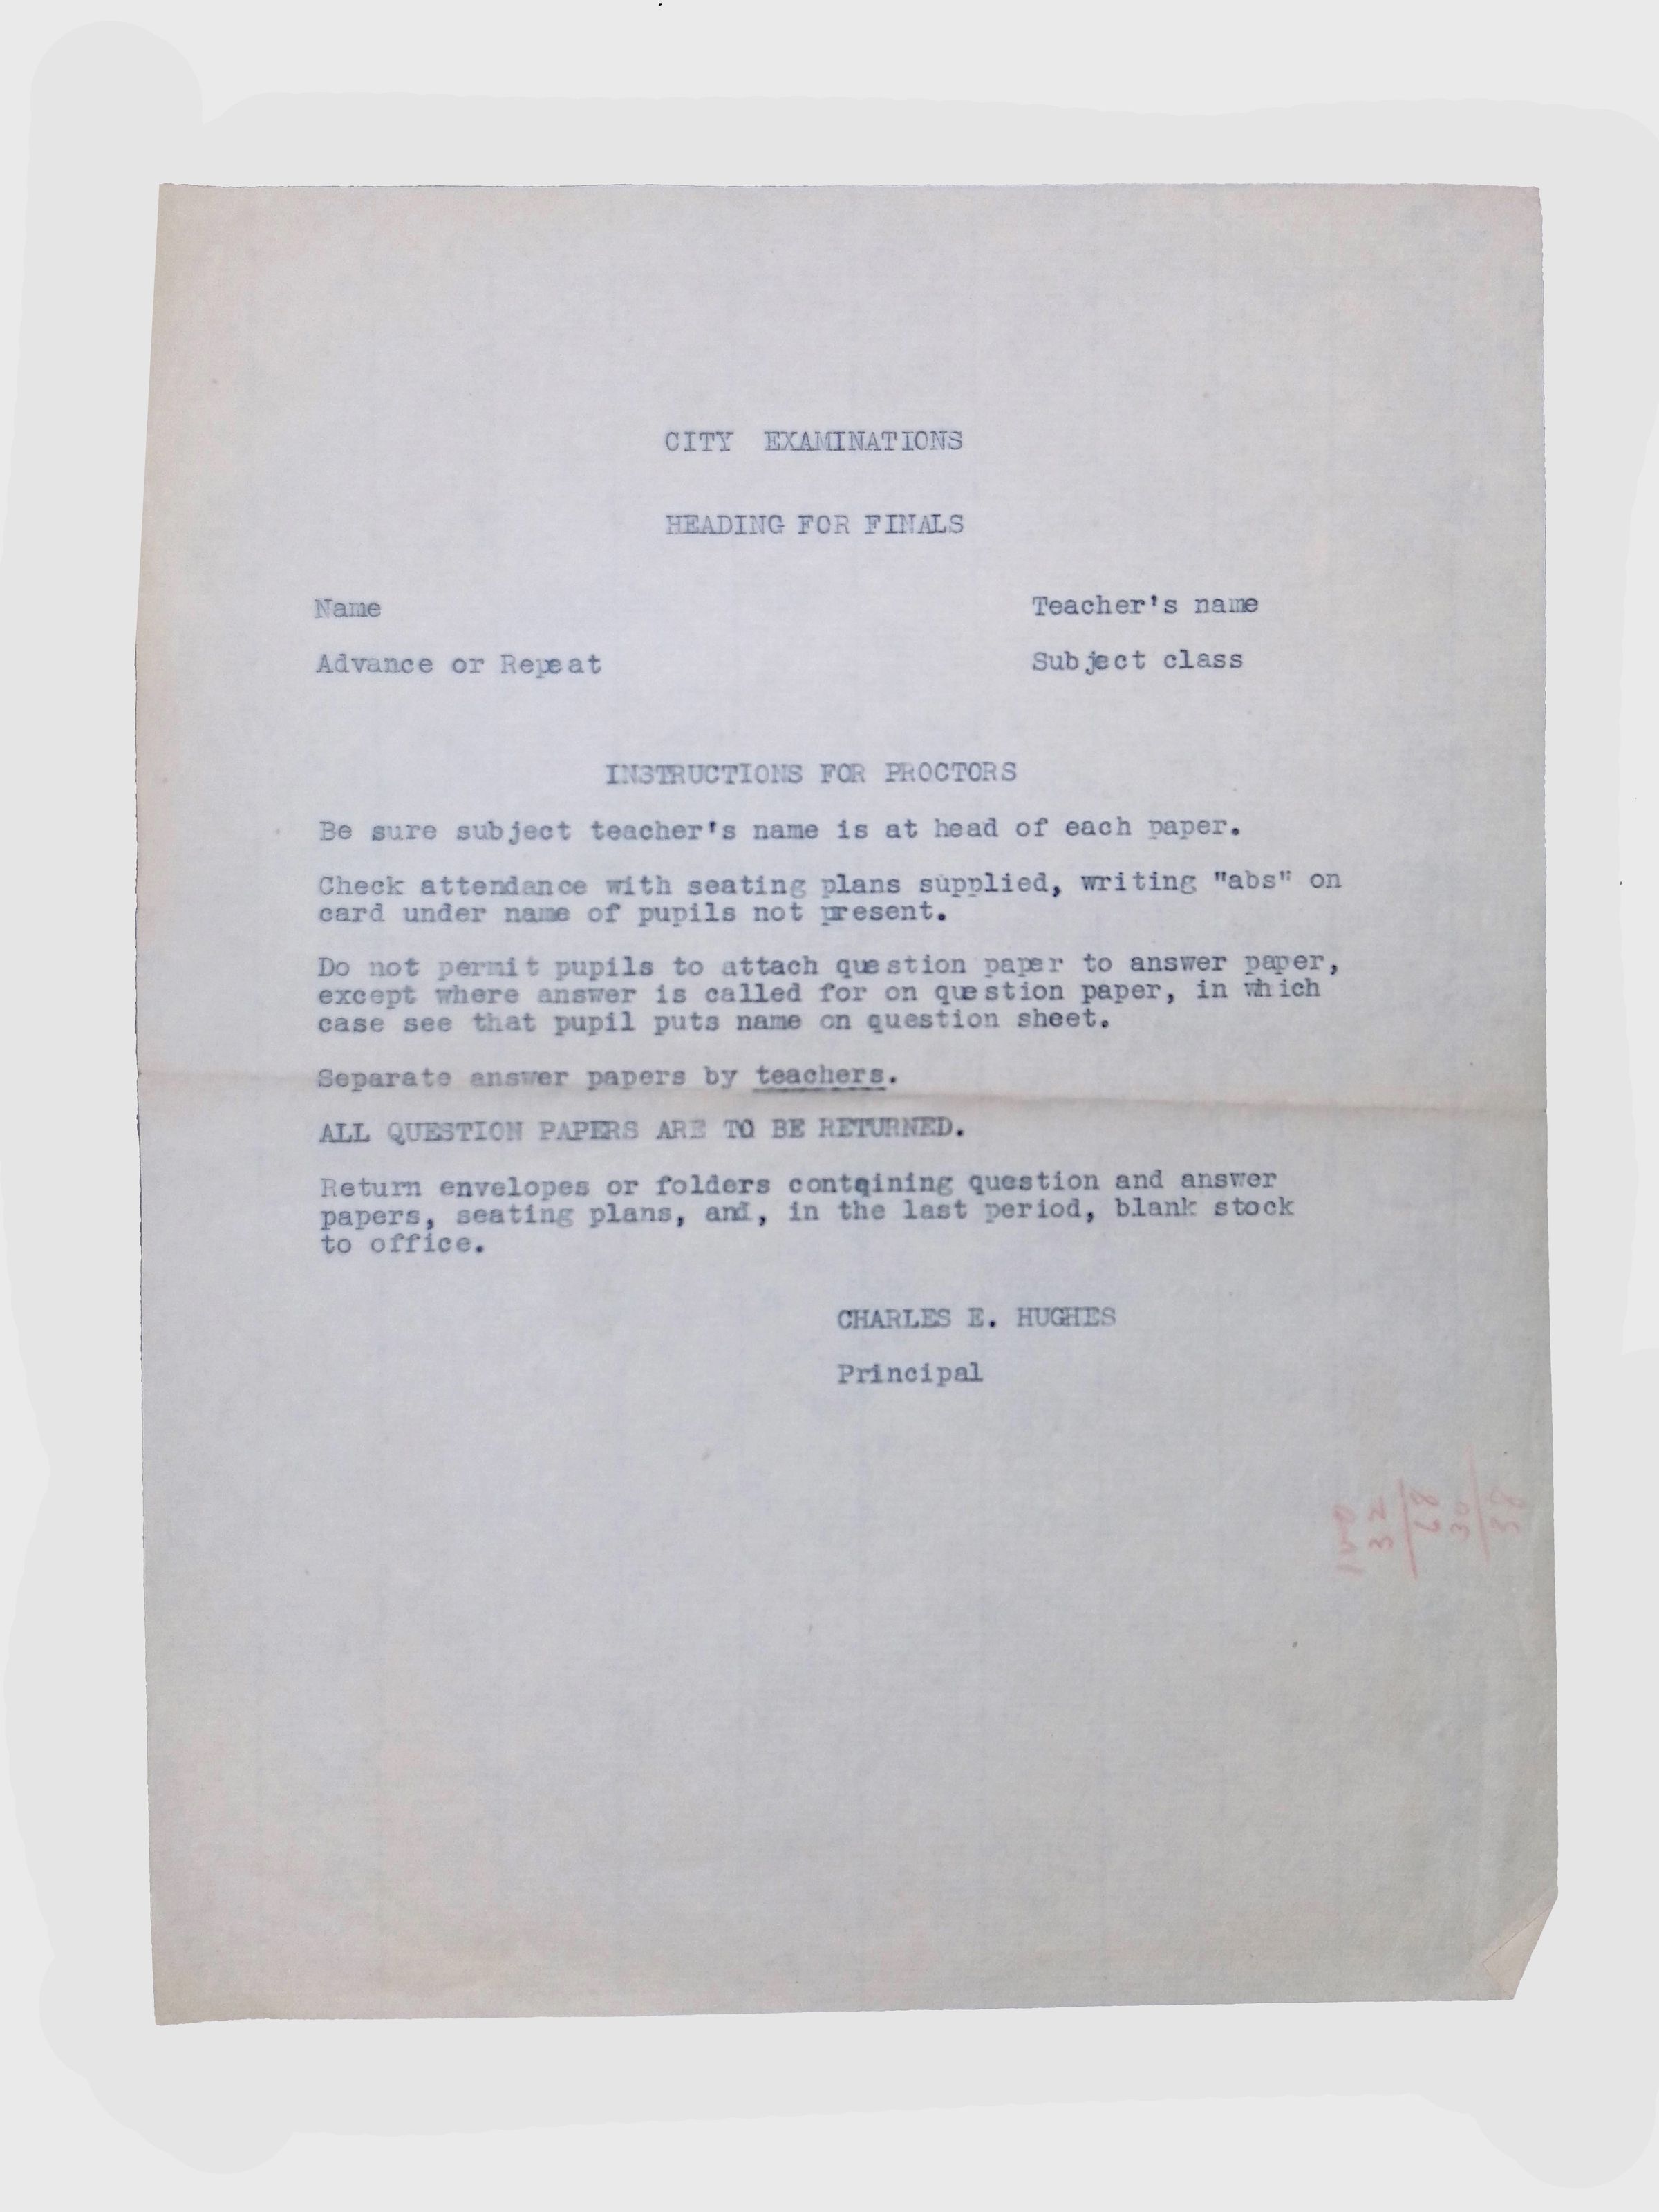 CITY EXAMINATIONS
HEADING FOR FINALS
Name Teacher's name
Advance or Repeat Subject class
INSTRUCTIONS FOR PROCTORS
Be sure subject teacher's name is at head of each paper.
Check attendance with seating plans supplied, writing "abs" on
card under name of pupils not present.
Do not permit pupils to attach question paper to answer paper,
except where answer is called for on question paper, in which
case see that pupil puts name on question sheet.
Separate answer papers by teachers.
ALL QUESTION PAPERS ARE TO BE RETURNED.
Return envelopes or folders containing question and answer
papers, seating plans, and, in the last period, blank stock
to office.
CHARLES E. HUGHES
Principal
100
32
68
30
38